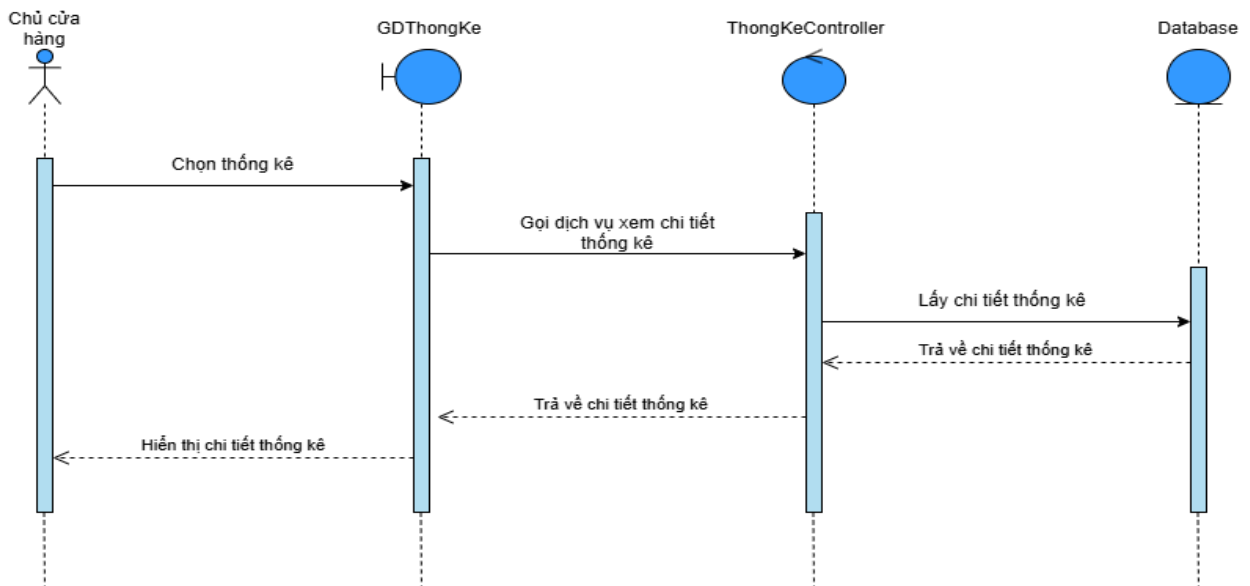 Chủ cửa
hàng
GDThongKe
ThongKeController
Database
Chọn thống kê
Gọi dịch vụ xem chi tiết
thống kê
Lấy chi tiết thống kê
Trả về chi tiết thống kê
Trả về chi tiết thống kê
Hiển thị chi tiết thống kê